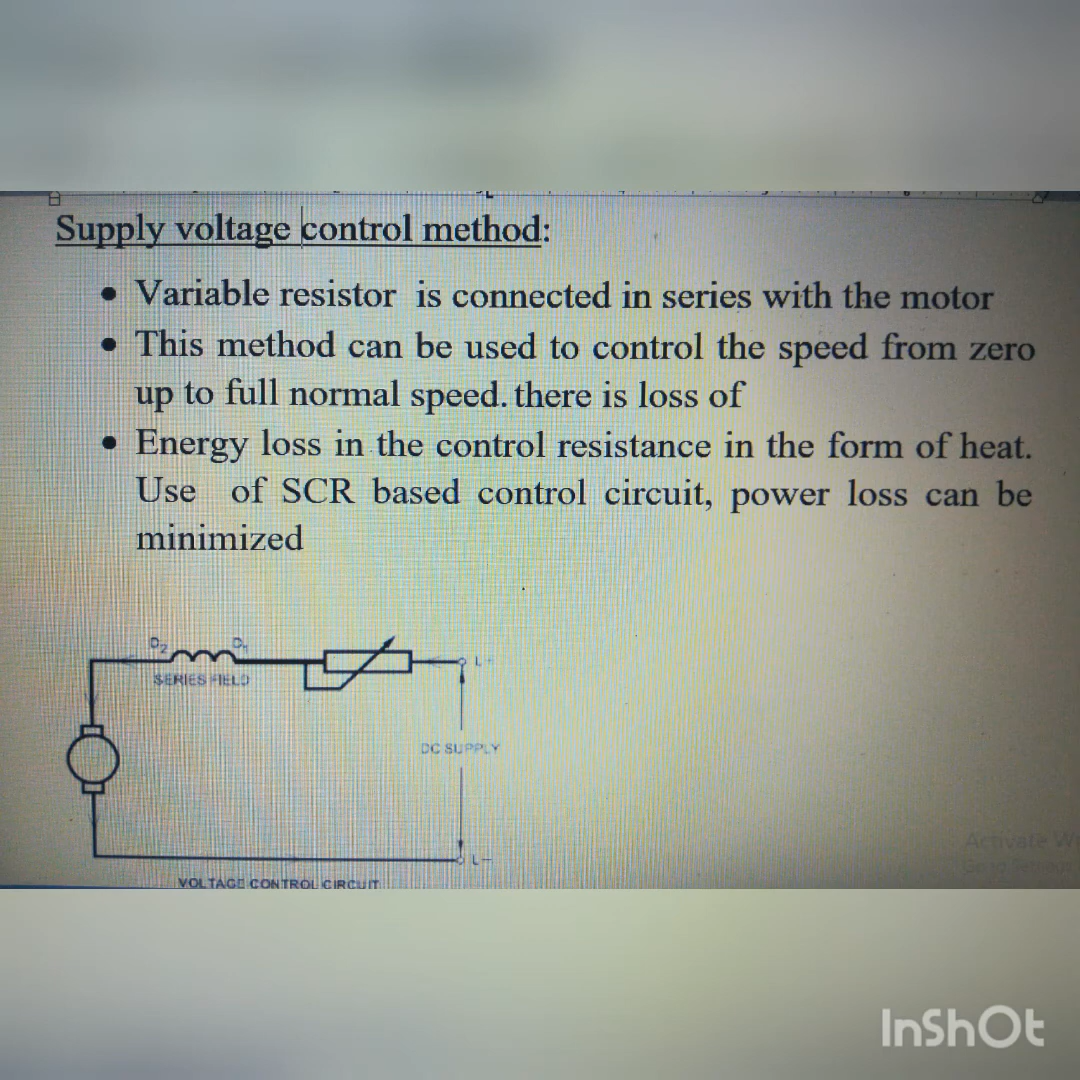 Supply voltage control method:
• Variable resistor is connected in series with the motor
• This method can be used to control the speed from zero
up to full normal speed. there is loss of
• Energy loss in the control resistance in the form of heat.
Use of SCR based control circuit, power loss can be
minimized
D2 D1
L+
SERIES FIELD
DC SUPPLY
L-
VOLTAGE CONTROL CIRCUIT
Activate
InShOt